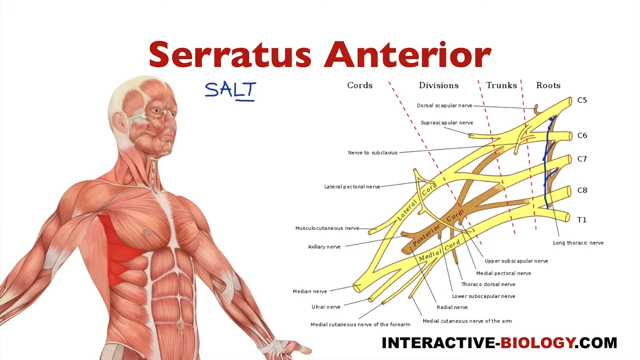 Serratus Anterior
SALT
Cords
Divisions
Trunks
Roots
Dorsal scapular nerve
C5
Suprascapular nerve
C6
Nerve to subclavius
C7
Lateral pectoral nerve
C8
Lateral Cord
Posterior Cord
Medial Cord
T1
Musculocutaneous nerve
Long thoracic nerve
Axillary nerve
Upper subscapular nerve
Medial pectoral nerve
Thoraco dorsal nerve
Median nerve
Lower subscapular nerve
Ulnar nerve
Radial nerve
Medial cutaneous nerve of the forearm
Medial cutaneous nerve of the arm
INTERACTIVE-BIOLOGY.COM